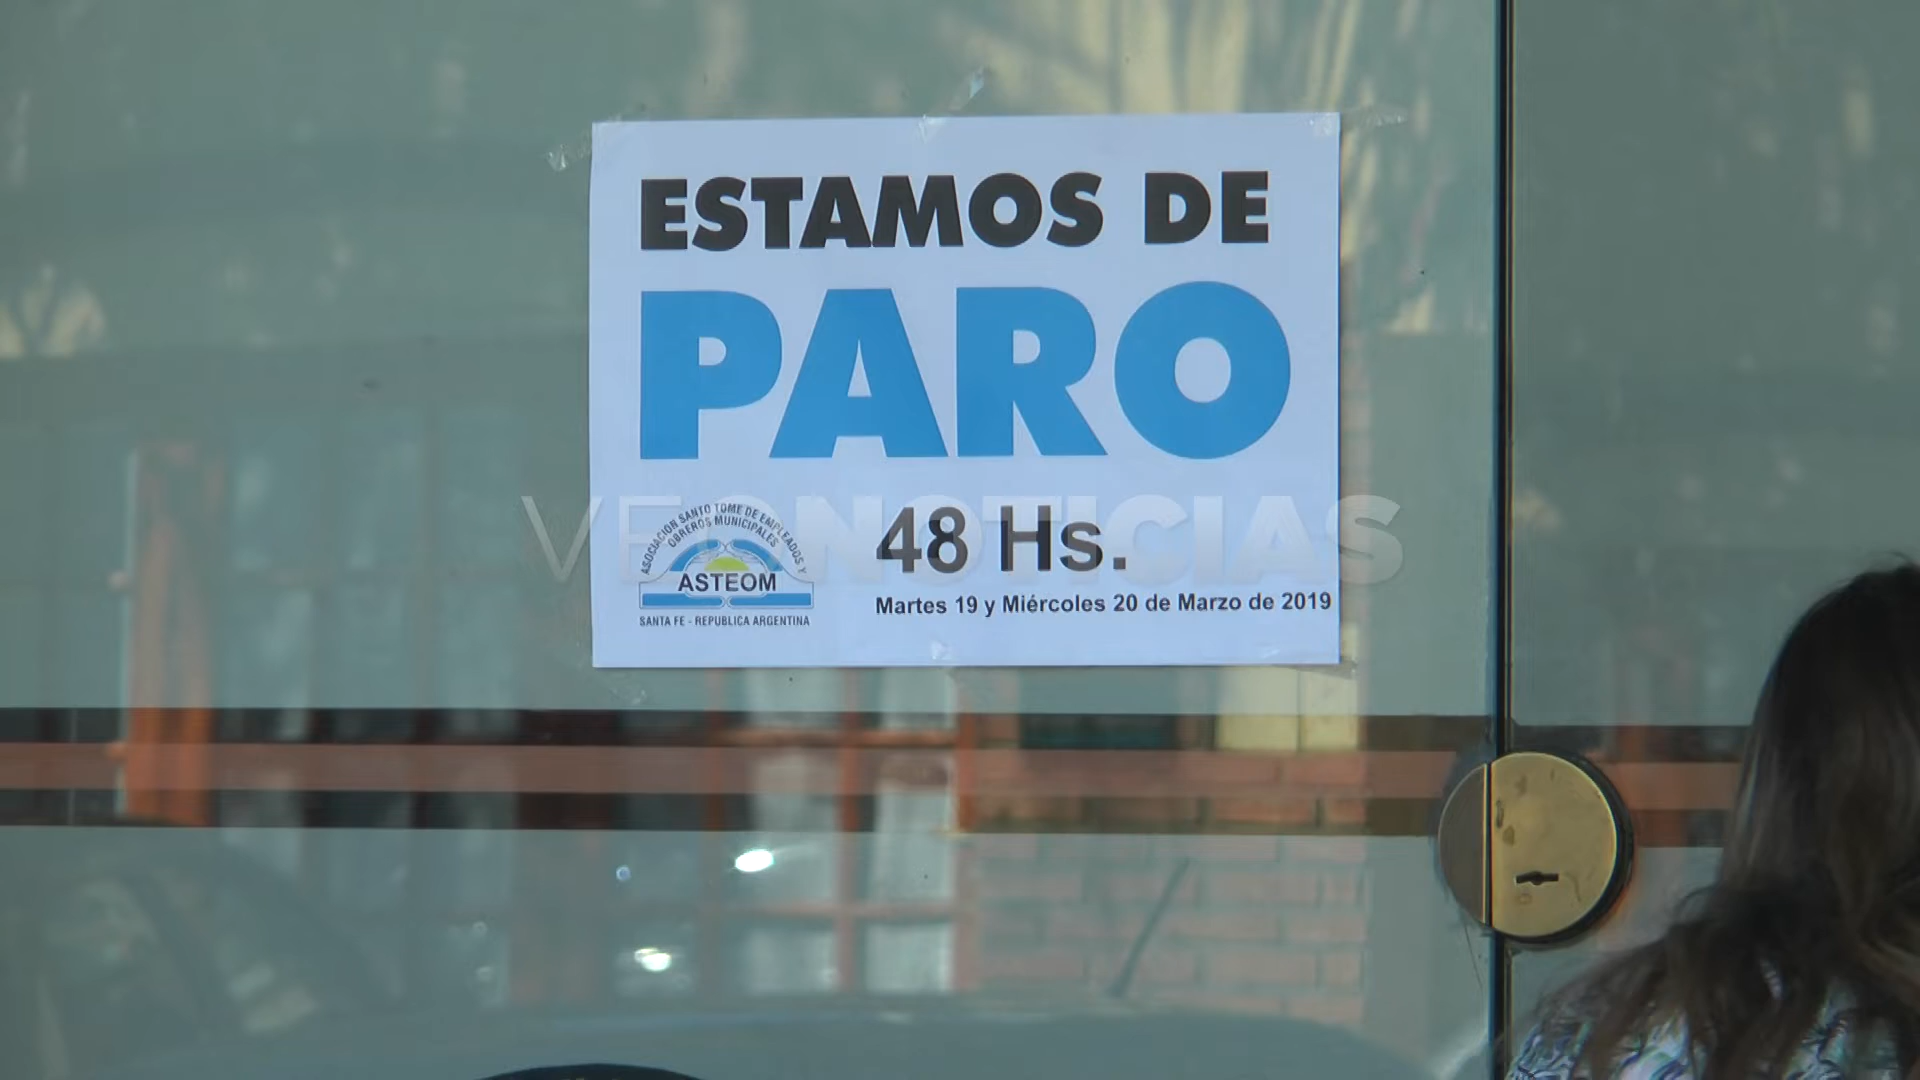 ESTAMOS DE
PARO
VEONOTICIAS
48 Hs.
Martes 19 y Miércoles 20 de Marzo de 2019
ASOCIACION SANTO TOME DE EMPLEADOS Y
OBREROS MUNICIPALES
ASTEOM
SANTA FE - REPUBLICA ARGENTINA